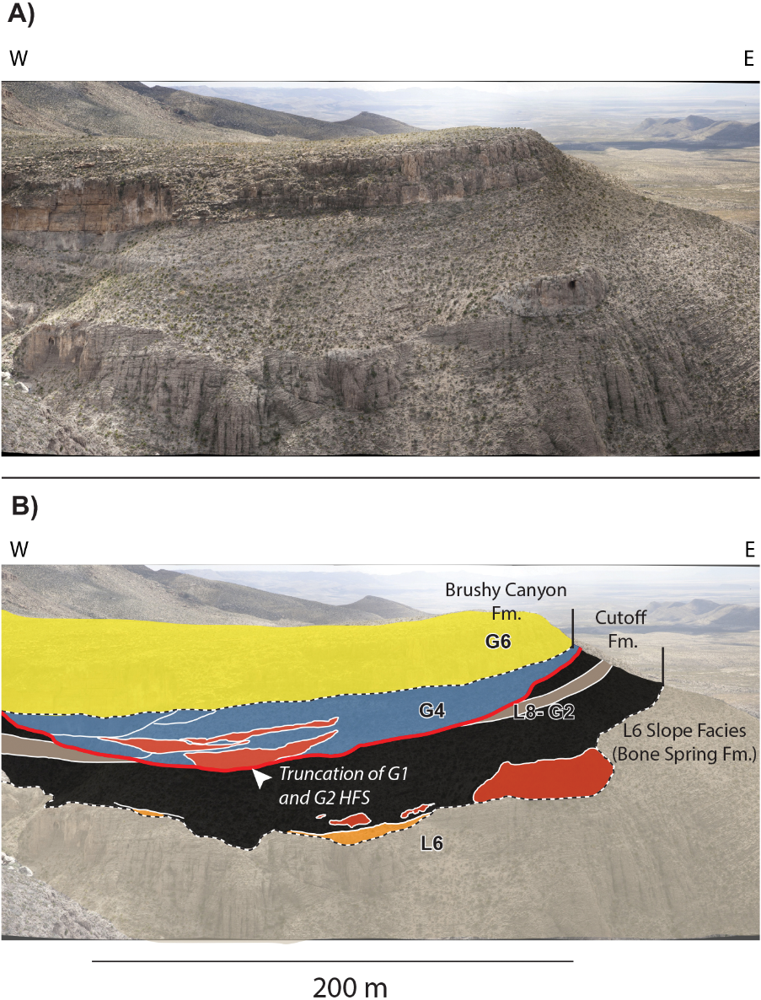 A)
W E
B)
W E
Brushy Canyon
Fm.
G6
Cutoff
Fm.
G4
L8- G2
L6 Slope Facies
(Bone Spring Fm.)
Truncation of G1
and G2 HFS
L6
200 m